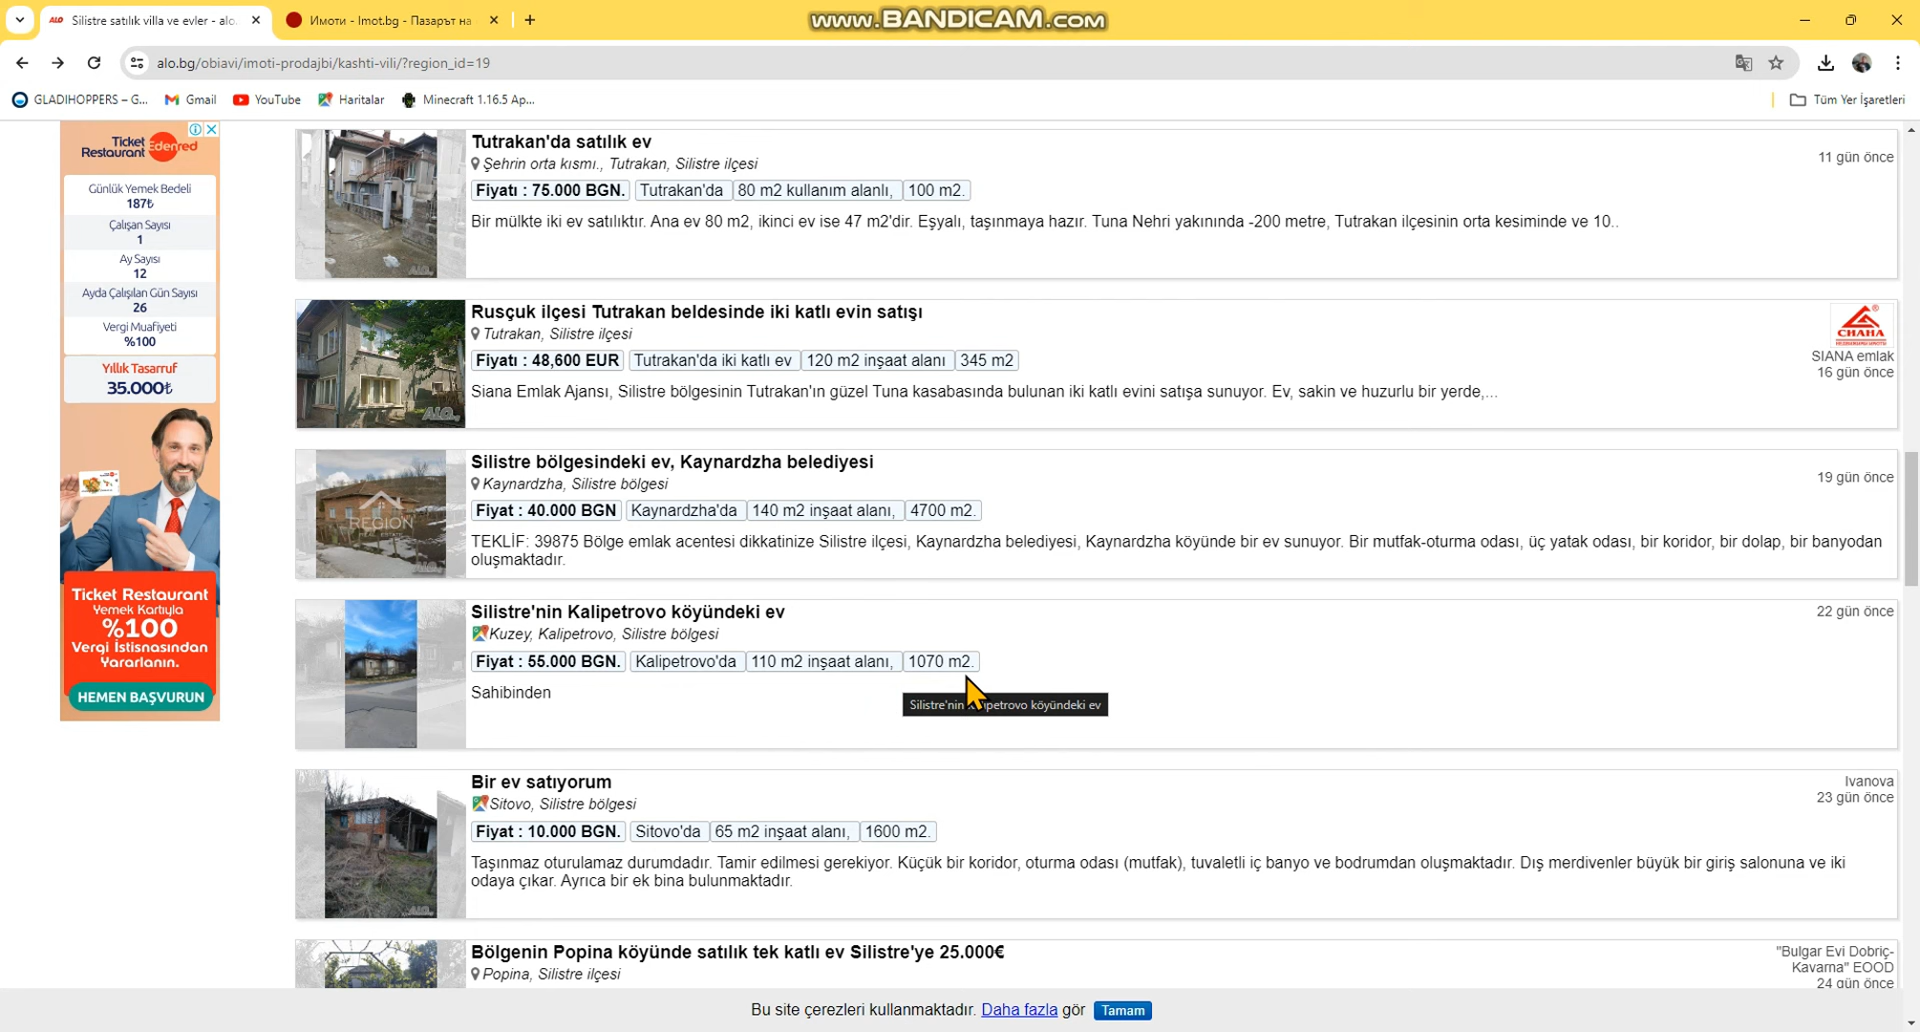 Silistre satılık villa ve evler - alo.
Имоти - Imot.bg - Пазарът на
www.BANDICAM.com
alo.bg/obiavi/imoti-prodajbi/kashti-vili/?region_id=19
GLADIHOPPERS – G...
Gmail
YouTube
Haritalar
Minecraft 1.16.5 Ap...
Tüm Yer İşaretleri
Ticket
Restaurant
Edenred
Günlük Yemek Bedeli
187₺
Çalışan Sayısı
1
Ay Sayısı
12
Ayda Çalışılan Gün Sayısı
26
Vergi Muafiyeti
%100
Yıllık Tasarruf
35.000₺
Ticket Restaurant
Yemek Kartıyla
%100
Vergi İstisnasından
Yararlanın.
HEMEN BAŞVURUN
Tutrakan'da satılık ev
11 gün önce
Şehrin orta kısmı., Tutrakan, Silistre ilçesi
Fiyatı : 75.000 BGN. Tutrakan'da 80 m2 kullanım alanlı, 100 m2.
Bir mülkte iki ev satılıktır. Ana ev 80 m2, ikinci ev ise 47 m2'dir. Eşyalı, taşınmaya hazır. Tuna Nehri yakınında -200 metre, Tutrakan ilçesinin orta kesiminde ve 10..
Rusçuk ilçesi Tutrakan beldesinde iki katlı evin satışı
Tutrakan, Silistre ilçesi
СИАНА
SIANA emlak
16 gün önce
Fiyatı : 48,600 EUR Tutrakan'da iki katlı ev 120 m2 inşaat alanı 345 m2
Siana Emlak Ajansı, Silistre bölgesinin Tutrakan'ın güzel Tuna kasabasında bulunan iki katlı evini satışa sunuyor. Ev, sakin ve huzurlu bir yerde,...
Silistre bölgesindeki ev, Kaynardzha belediyesi
19 gün önce
Kaynardzha, Silistre bölgesi
Fiyatı : 40.000 BGN Kaynardzha'da 140 m2 inşaat alanı, 4700 m2.
REGION
TEKLİF: 39875 Bölge emlak acentesi dikkatinize Silistre ilçesi, Kaynardzha belediyesi, Kaynardzha köyünde bir ev sunuyor. Bir mutfak-oturma odası, üç yatak odası, bir koridor, bir dolap, bir banyodan
oluşmaktadır.
Silistre'nin Kalipetrovo köyündeki ev
22 gün önce
Kuzey, Kalipetrovo, Silistre bölgesi
Fiyat : 55.000 BGN. Kalipetrovo'da 110 m2 inşaat alanı, 1070 m2.
Sahibinden
Silistre'nin petrovo köyündeki ev
Bir ev satıyorum
Ivanova
23 gün önce
Sitovo, Silistre bölgesi
Fiyat : 10.000 BGN. Sitovo'da 65 m2 inşaat alanı, 1600 m2.
Taşınmaz oturulamaz durumdadır. Tamir edilmesi gerekiyor. Küçük bir koridor, oturma odası (mutfak), tuvaletli iç banyo ve bodrumdan oluşmaktadır. Dış merdivenler büyük bir giriş salonuna ve iki
odaya çıkar. Ayrıca bir ek bina bulunmaktadır.
Bölgenin Popina köyünde satılık tek katlı ev Silistre'ye 25.000€
Popina, Silistre ilçesi
"Bulgar Evi Dobriç-
Kavarna" EOOD
24 gün önce
Bu site çerezleri kullanmaktadır. Daha fazla gör Tamam